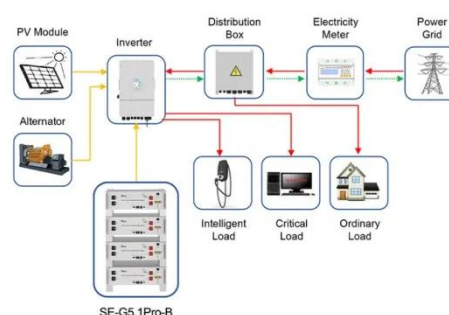 PV Module
Inverter
Distribution
Box
Electricity
Meter
Power
Grid
Alternator
Intelligent
Load
Critical
Load
Ordinary
Load
SE-G5.1Pro-B